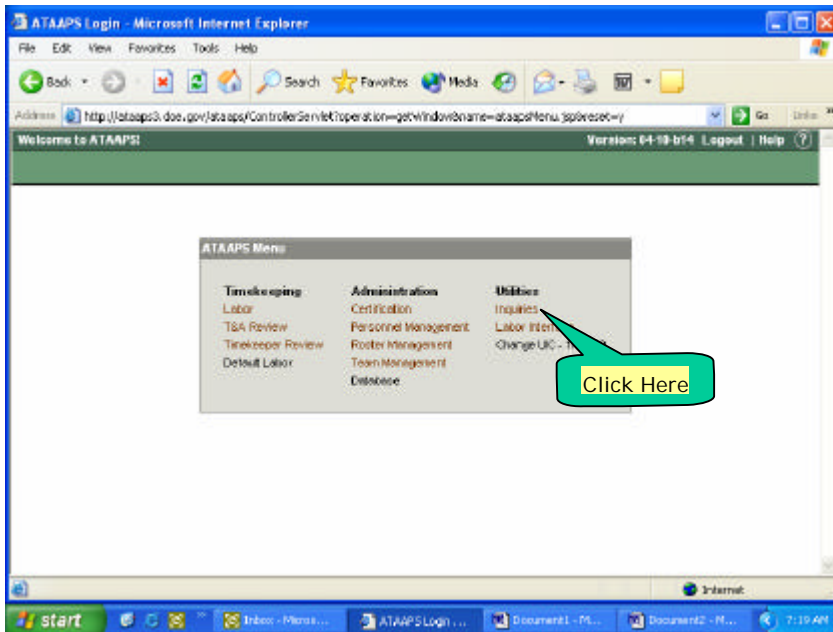 ATAAPS Login - Microsoft Internet Explorer
File Edit View Favorites Tools Help
Back Search Favorites Media
Address http://ataaps3.doe.gov/ataaps/ControllerServlet?operation=getWindow&name=ataapsMenu.jsp&reset=y Go Links
Welcome to ATAAPS! Version: 04-10-b14 Logout | Help ?
ATAAPS Menu
Timekeeping Administration Utilities
Labor Certification Inquiries
T&A Review Personnel Management Labor
Timekeeper Review Roster Management Change UIC -
Default Labor Team Management
Database
Click Here
Internet
start Inbox - Micros... ATAAPS Login ... Document1 - M... Document2 - M... 7:19 AM